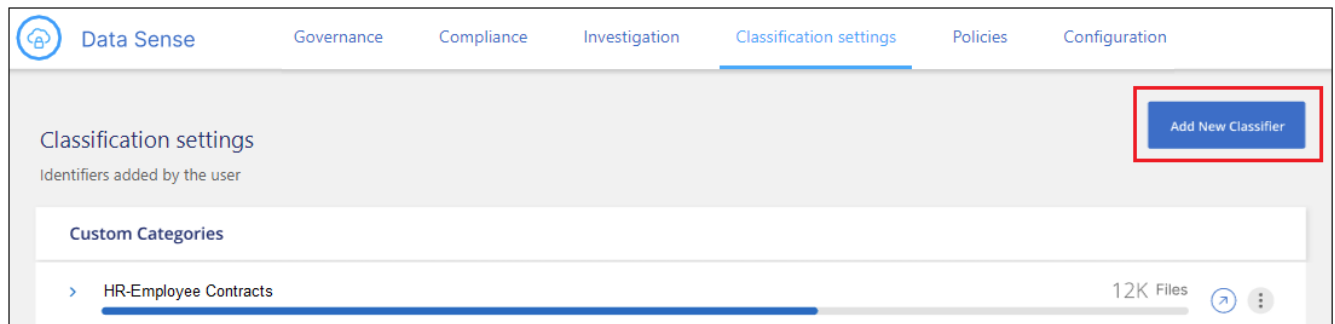 Data Sense Governance Compliance Investigation Classification settings Policies Configuration
Add New Classifier
Classification settings
Identifiers added by the user
Custom Categories
HR-Employee Contracts 12K Files